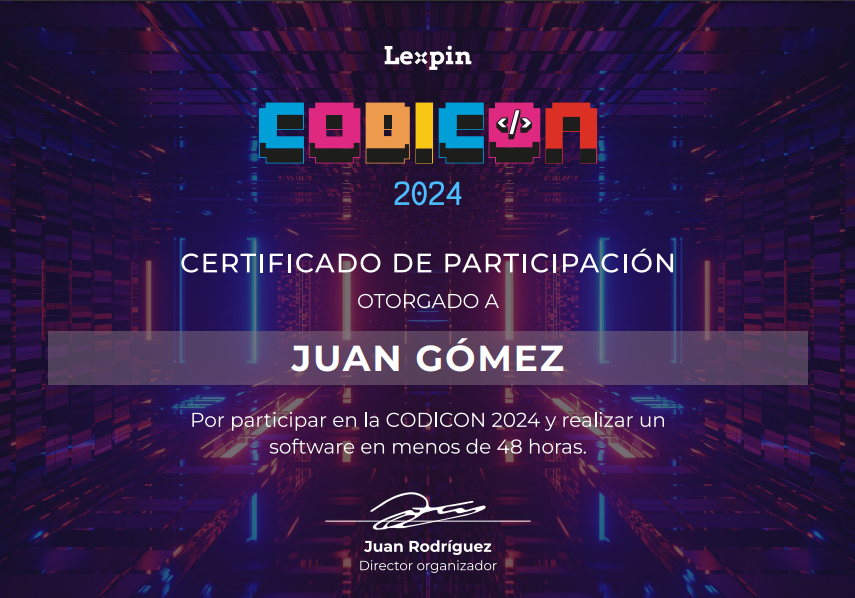 Lexpin
CODICON
2024
CERTIFICADO DE PARTICIPACIÓN
OTORGADO A
JUAN GÓMEZ
Por participar en la CODICON 2024 y realizar un
software en menos de 48 horas.
Juan Rodríguez
Director organizador